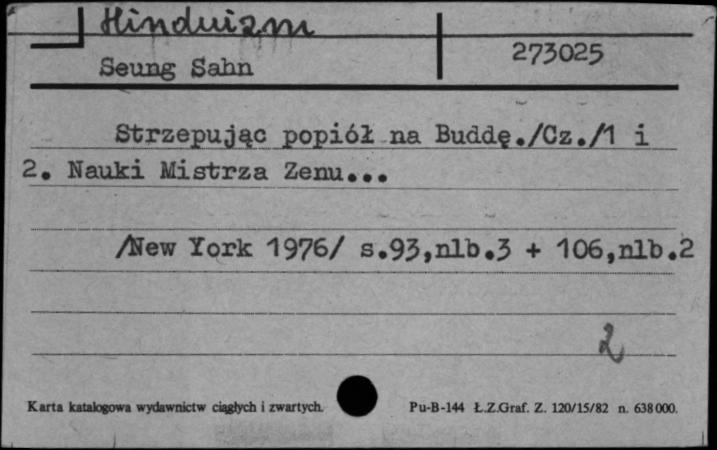 Hinduizm
Seung Sahn
273025
Strzepując popiół na Buddę./Cz./1 i
2. Nauki Mistrza Zenu...
/New York 1976/ s.93,nlb.3 + 106,nlb.2
2
Karta katalogowa wydawnictw ciągłych i zwartych.
Pu-B-144 Ł.Z.Graf. Z. 120/15/82 n. 638 000.